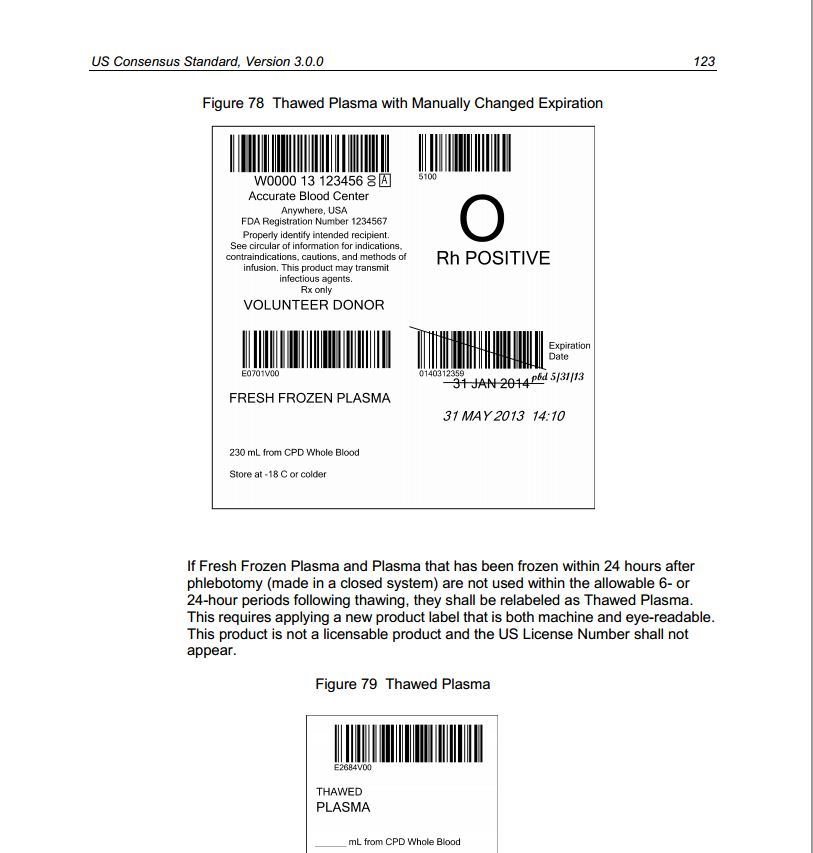 US Consensus Standard, Version 3.0.0 123
Figure 78 Thawed Plasma with Manually Changed Expiration
W0000 13 123456 00 A
5100
Accurate Blood Center
Anywhere, USA
FDA Registration Number 1234567
Properly identify intended recipient.
See circular of information for indications,
contraindications, cautions, and methods of
infusion. This product may transmit
infectious agents.
Rx only
VOLUNTEER DONOR
O
Rh POSITIVE
E0701V00
FRESH FROZEN PLASMA
Expiration
Date
0140312359
31 JAN 2014 pbd 5/31/13
31 MAY 2013 14:10
230 mL from CPD Whole Blood
Store at -18 C or colder
If Fresh Frozen Plasma and Plasma that has been frozen within 24 hours after
phlebotomy (made in a closed system) are not used within the allowable 6- or
24-hour periods following thawing, they shall be relabeled as Thawed Plasma.
This requires applying a new product label that is both machine and eye-readable.
This product is not a licensable product and the US License Number shall not
appear.
Figure 79 Thawed Plasma
E2684V00
THAWED
PLASMA
______ mL from CPD Whole Blood